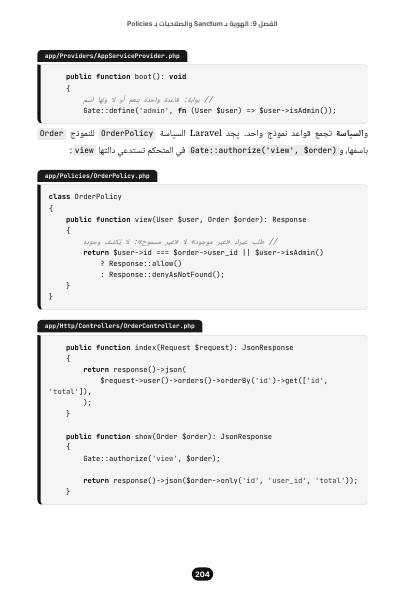 الفصل 9: الهوية بـ Sanctum والصلاحيات بـ Policies
app/Providers/AppServiceProvider.php
public function boot(): void
{
// بوابة: قاعدة واحدة بنعم أو لا ولها اسم
Gate::define('admin', fn (User $user) => $user->isAdmin());
والسياسة تجمع قواعد نموذج واحد. يجد Laravel السياسة OrderPolicy للنموذج Order
باسمها، و Gate::authorize('view', $order) في المتحكم تستدعي دالتها view :
app/Policies/OrderPolicy.php
class OrderPolicy
{
public function view(User $user, Order $order): Response
{
// طلب غيرك «غير موجود» لا «غير مسموح»: لا يُكشف وجوده
return $user->id === $order->user_id || $user->isAdmin()
? Response::allow()
: Response::denyAsNotFound();
}
}
app/Http/Controllers/OrderController.php
public function index(Request $request): JsonResponse
{
return response()->json(
$request->user()->orders()->orderBy('id')->get(['id',
'total']),
);
}
public function show(Order $order): JsonResponse
{
Gate::authorize('view', $order);
return response()->json($order->only('id', 'user_id', 'total'));
}
204